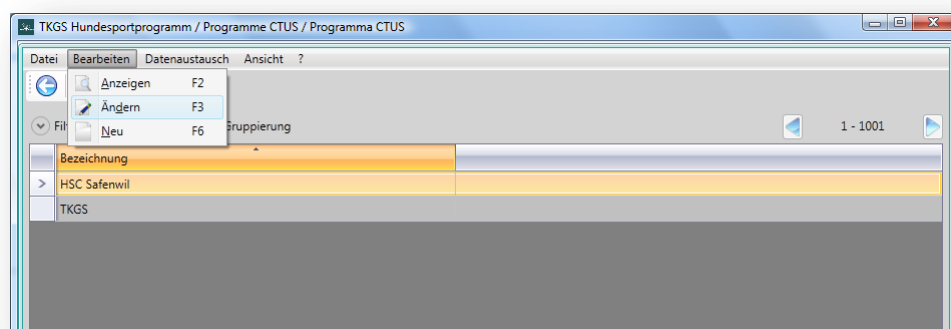 TKGS Hundesportprogramm / Programme CTUS / Programma CTUS
Datei Bearbeiten Datenaustausch Ansicht ?
Anzeigen F2
Ändern F3
Neu F6
Gruppierung
1 - 1001
Bezeichnung
HSC Safenwil
TKGS